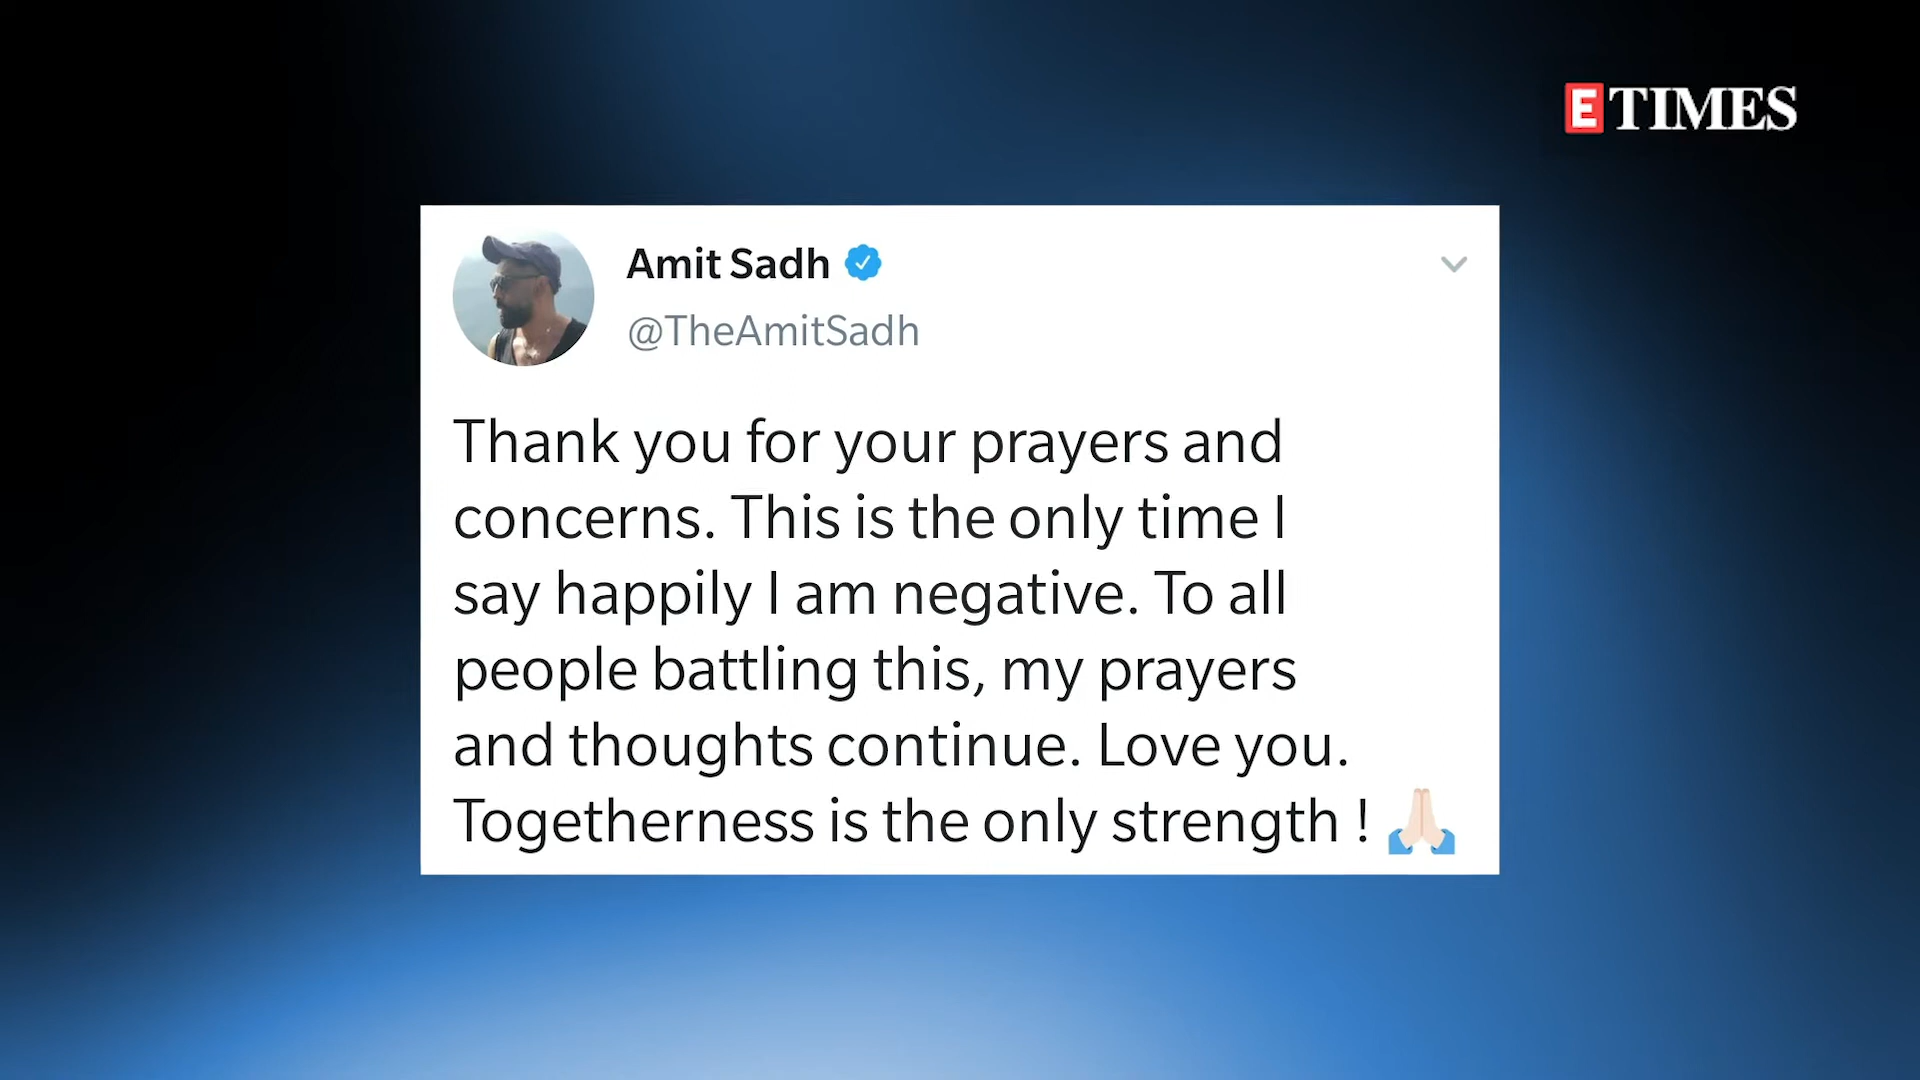 E TIMES
Amit Sadh
@TheAmitSadh
Thank you for your prayers and
concerns. This is the only time I
say happily I am negative. To all
people battling this, my prayers
and thoughts continue. Love you.
Togetherness is the only strength ! 🙏🏻